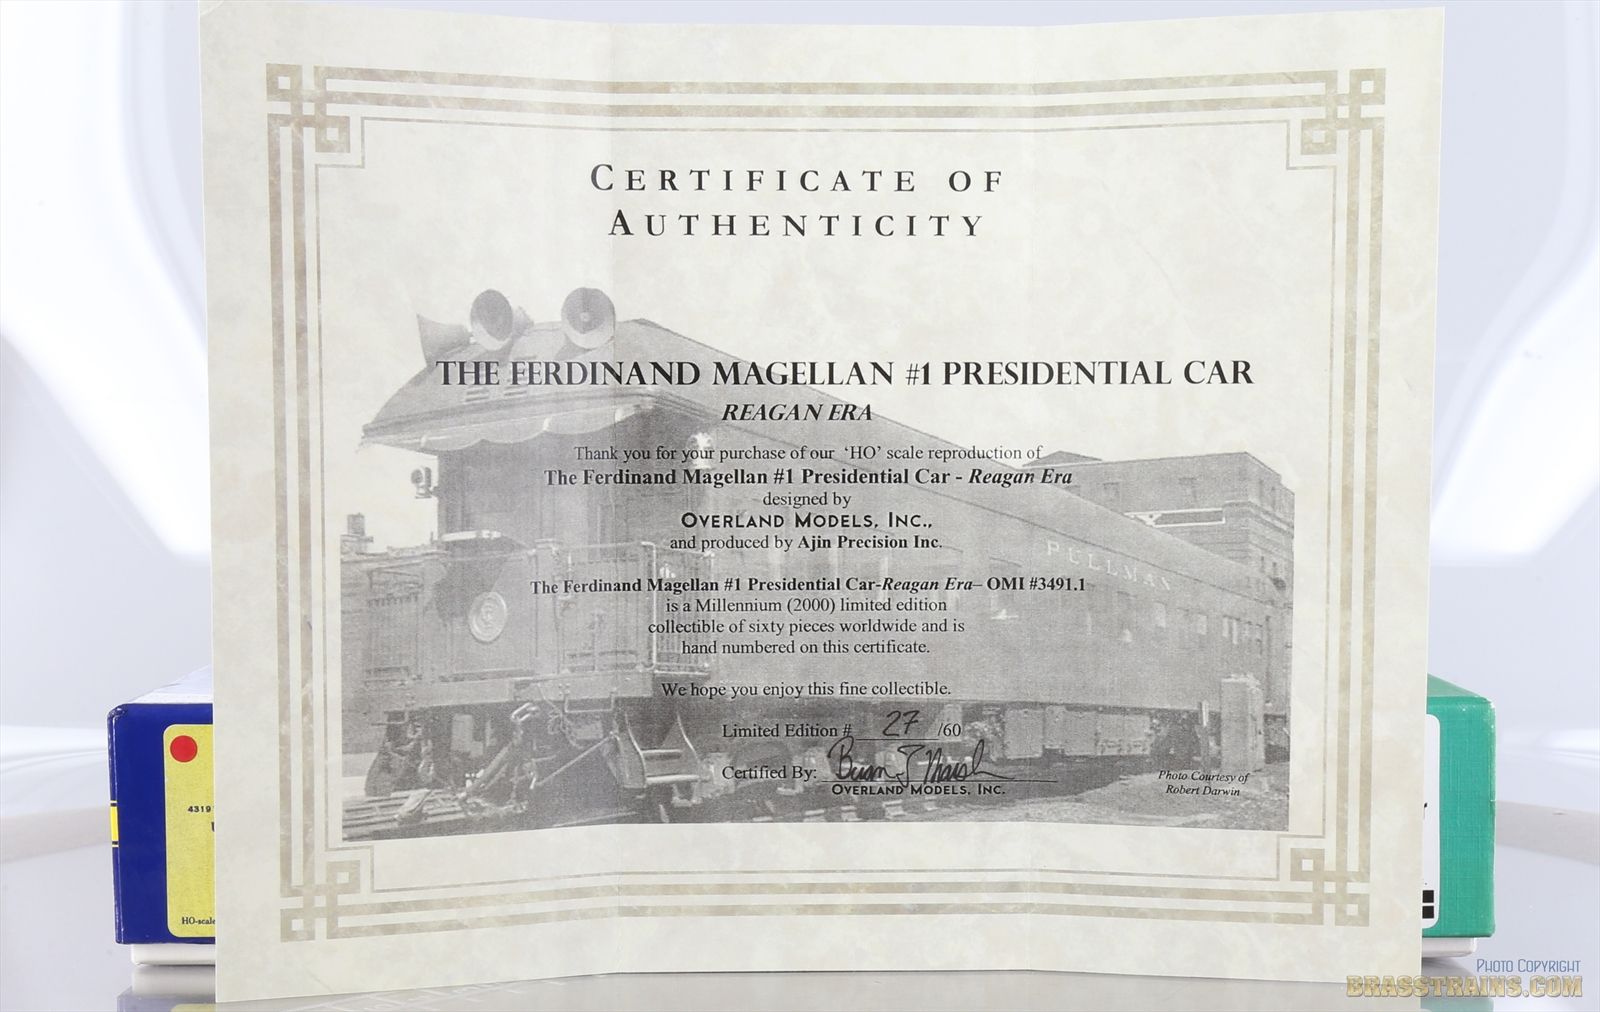 CERTIFICATE OF
AUTHENTICITY
THE FERDINAND MAGELLAN #1 PRESIDENTIAL CAR
REAGAN ERA
Thank you for your purchase of our 'HO' scale reproduction of
The Ferdinand Magellan #1 Presidential Car - Reagan Era
designed by
OVERLAND MODELS, INC.,
and produced by Ajin Precision Inc.
PULLMAN
The Ferdinand Magellan #1 Presidential Car-Reagan Era– OMI #3491.1
is a Millennium (2000) limited edition
collectible of sixty pieces worldwide and is
hand numbered on this certificate.
We hope you enjoy this fine collectible.
Limited Edition # 27 /60
Certified By: Brian J Marsh
OVERLAND MODELS, INC.
Photo Courtesy of
Robert Darwin
4319
HO-scale
PHOTO COPYRIGHT
BRASSTRAINS.COM